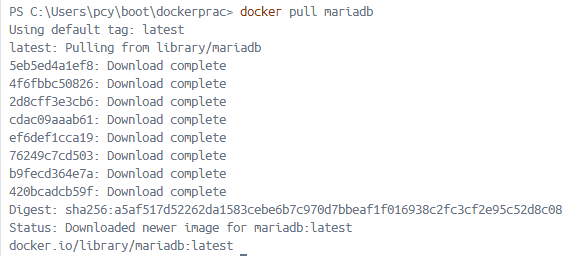 PS C:\Users\pcy\boot\dockerprac> docker pull mariadb
Using default tag: latest
latest: Pulling from library/mariadb
5eb5ed4a1ef8: Download complete
4f6fbbc50826: Download complete
2d8cff3e3cb6: Download complete
cdac09aaab61: Download complete
ef6def1cca19: Download complete
76249c7cd503: Download complete
b9fecd364e7a: Download complete
420bcadcb59f: Download complete
Digest: sha256:a5af517d52262da1583cebe6b7c970d7bbeaf1f016938c2fc3cf2e95c52d8c08
Status: Downloaded newer image for mariadb:latest
docker.io/library/mariadb:latest